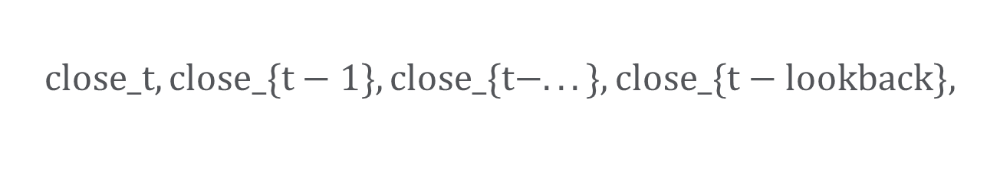 close_t, close_{t − 1}, close_{t−...}, close_{t − lookback},